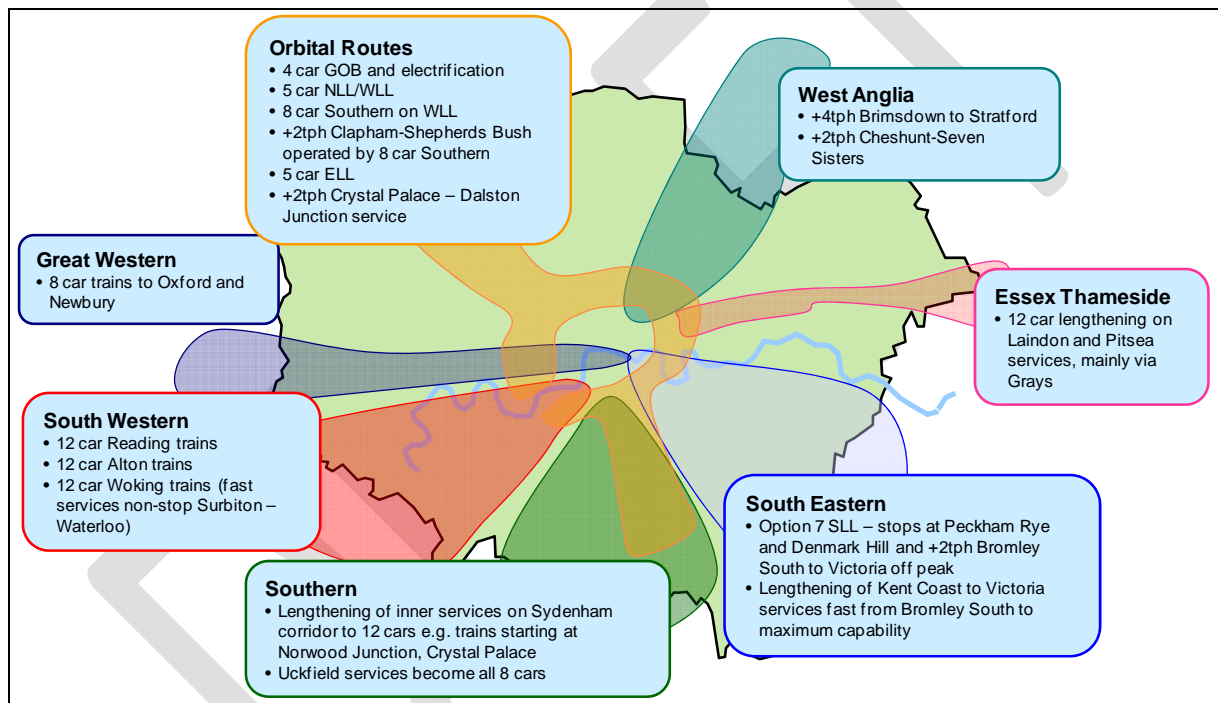 Orbital Routes
• 4 car GOB and electrification
• 5 car NLL/WLL
• 8 car Southern on WLL
• +2tph Clapham-Shepherds Bush
operated by 8 car Southern
• 5 car ELL
• +2tph Crystal Palace – Dalston
Junction service
West Anglia
• +4tph Brimsdown to Stratford
• +2tph Cheshunt-Seven
Sisters
Great Western
• 8 car trains to Oxford and
Newbury
Essex Thameside
• 12 car lengthening on
Laindon and Pitsea
services, mainly via
Grays
South Western
• 12 car Reading trains
• 12 car Alton trains
• 12 car Woking trains (fast
services non-stop Surbiton –
Waterloo)
South Eastern
• Option 7 SLL – stops at Peckham Rye
and Denmark Hill and +2tph Bromley
South to Victoria off peak
• Lengthening of Kent Coast to Victoria
services fast from Bromley South to
maximum capability
Southern
• Lengthening of inner services on Sydenham
corridor to 12 cars e.g. trains starting at
Norwood Junction, Crystal Palace
• Uckfield services become all 8 cars